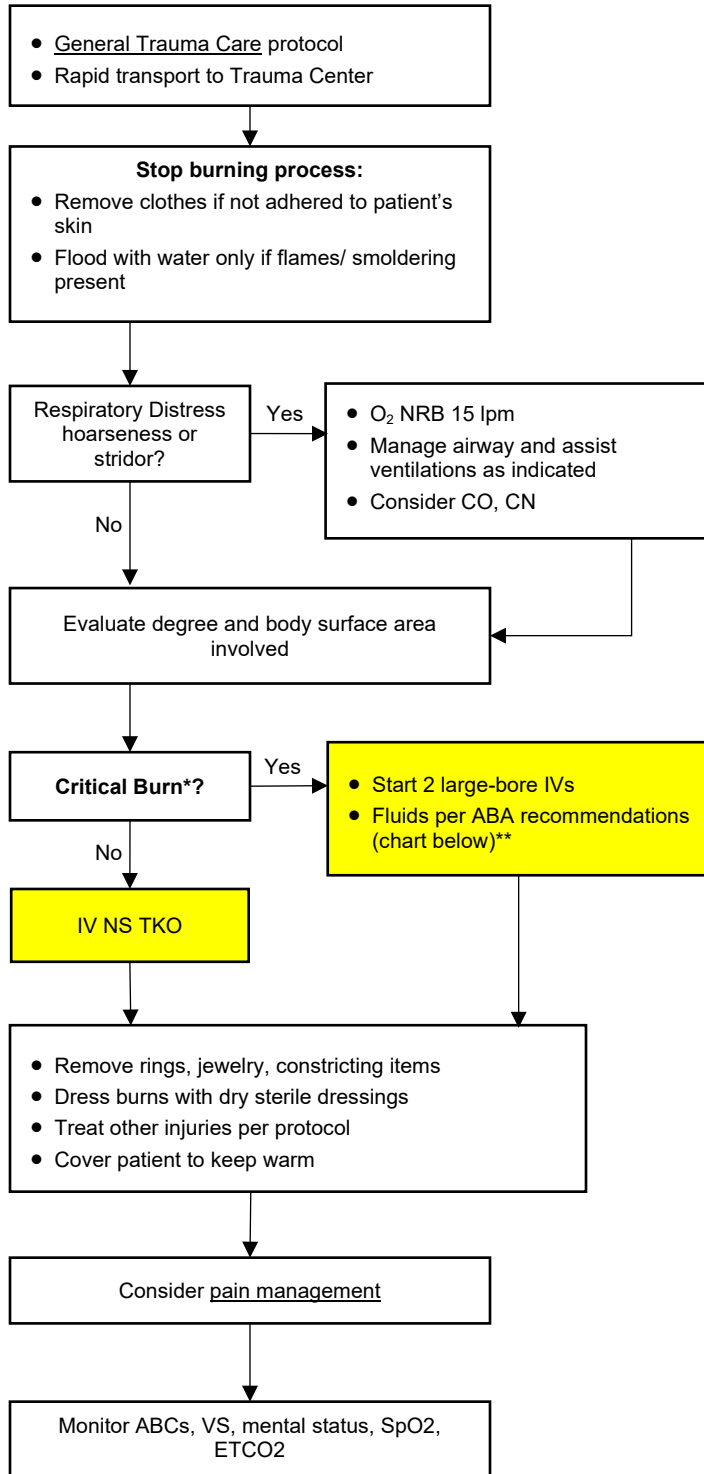 • General Trauma Care protocol
• Rapid transport to Trauma Center
Stop burning process:
• Remove clothes if not adhered to patient's
skin
• Flood with water only if flames/ smoldering
present
Respiratory Distress
hoarseness or
stridor?
Yes
• O₂ NRB 15 lpm
• Manage airway and assist
ventilations as indicated
• Consider CO, CN
No
Evaluate degree and body surface area
involved
Critical Burn*?
Yes
• Start 2 large-bore IVs
• Fluids per ABA recommendations
(chart below)**
No
IV NS TKO
• Remove rings, jewelry, constricting items
• Dress burns with dry sterile dressings
• Treat other injuries per protocol
• Cover patient to keep warm
Consider pain management
Monitor ABCs, VS, mental status, SpO2,
ETCO2